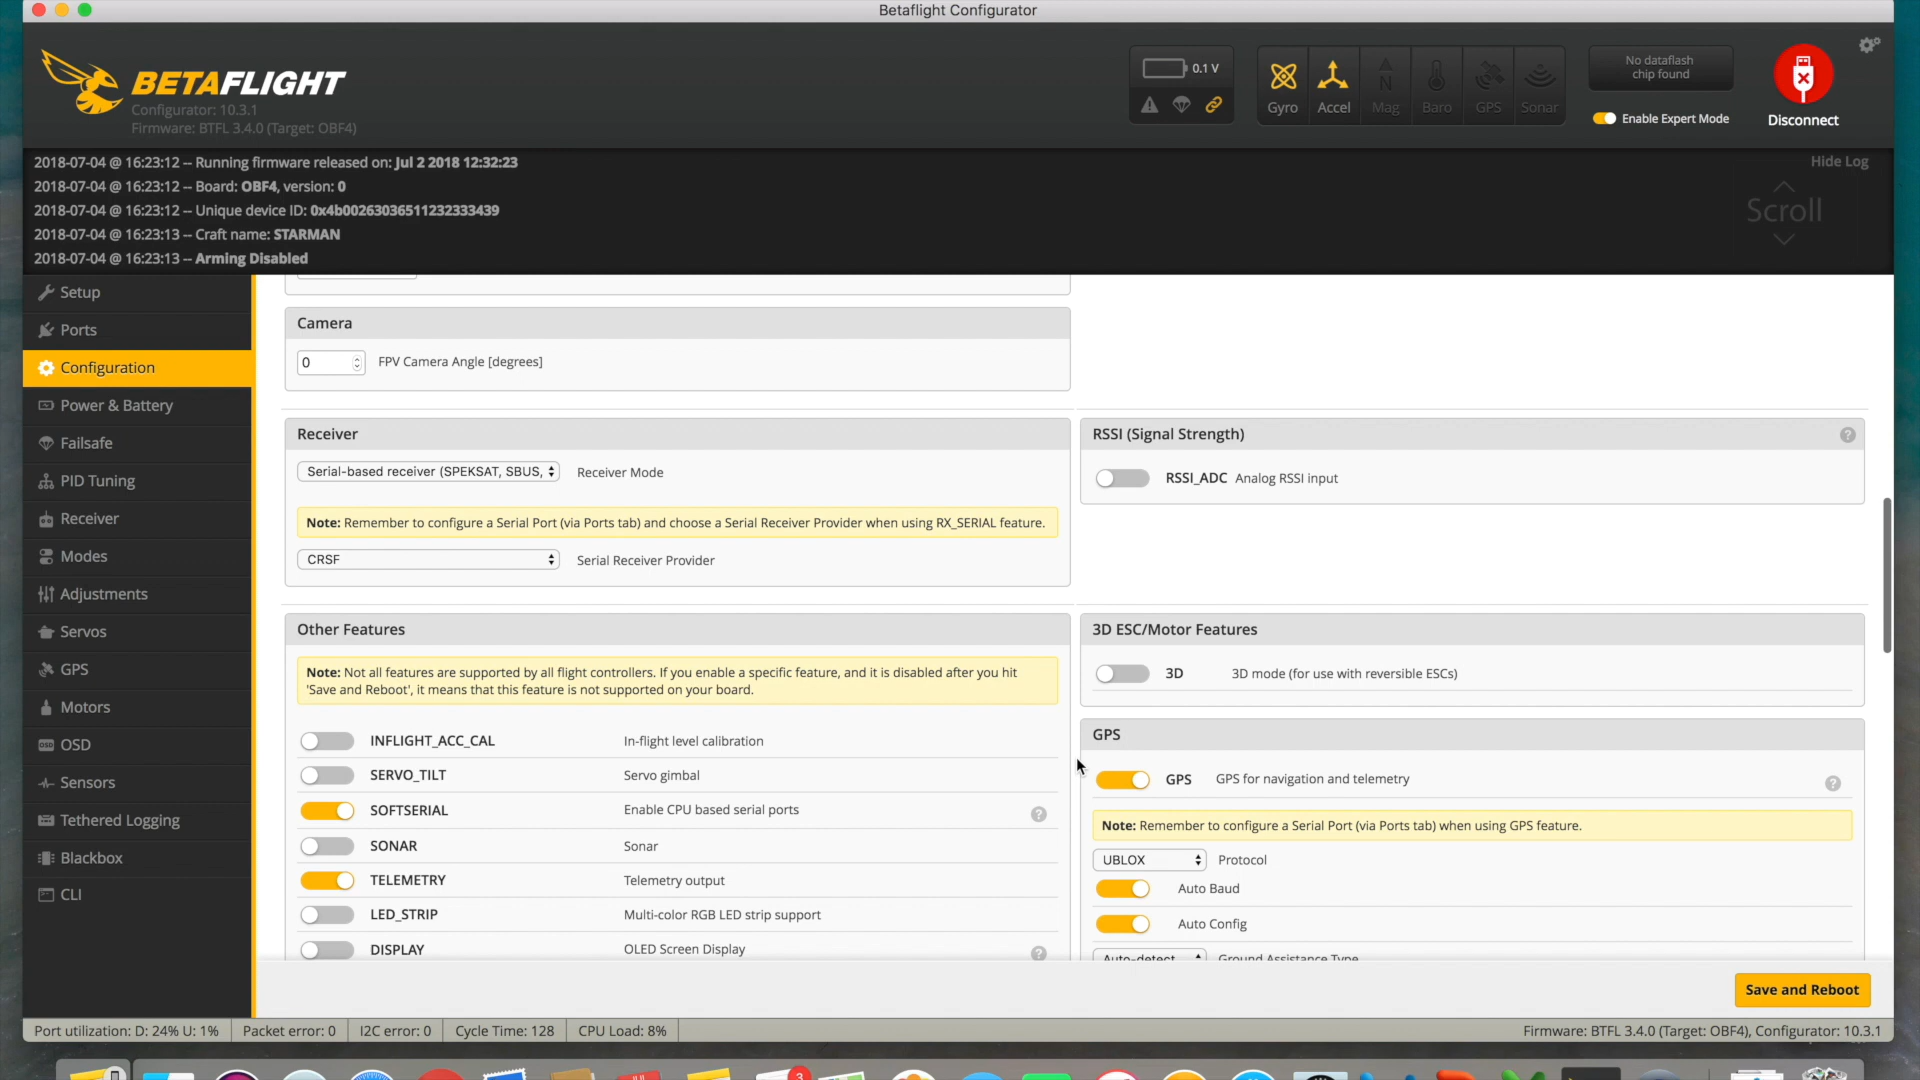 Betaflight Configurator
BETAFLIGHT
Configurator: 10.3.1
Firmware: BTFL 3.4.0 (Target: OBF4)
0.1 V
Gyro
Accel
Mag
Baro
GPS
Sonar
No dataflash
chip found
Enable Expert Mode
Disconnect
2018-07-04 @ 16:23:12 -- Running firmware released on: Jul 2 2018 12:32:23
2018-07-04 @ 16:23:12 -- Board: OBF4, version: 0
2018-07-04 @ 16:23:12 -- Unique device ID: 0x4b00263036511232333439
2018-07-04 @ 16:23:13 -- Craft name: STARMAN
2018-07-04 @ 16:23:13 -- Arming Disabled
Hide Log
Scroll
Setup
Ports
Configuration
Power & Battery
Failsafe
PID Tuning
Receiver
Modes
Adjustments
Servos
GPS
Motors
OSD
Sensors
Tethered Logging
Blackbox
CLI
Camera
0
FPV Camera Angle [degrees]
Receiver
Serial-based receiver (SPEKSAT, SBUS,
Receiver Mode
Note: Remember to configure a Serial Port (via Ports tab) and choose a Serial Receiver Provider when using RX_SERIAL feature.
CRSF
Serial Receiver Provider
RSSI (Signal Strength)
?
RSSI_ADC Analog RSSI input
Other Features
Note: Not all features are supported by all flight controllers. If you enable a specific feature, and it is disabled after you hit
'Save and Reboot', it means that this feature is not supported on your board.
INFLIGHT_ACC_CAL In-flight level calibration
SERVO_TILT Servo gimbal
SOFTSERIAL Enable CPU based serial ports ?
SONAR Sonar
TELEMETRY Telemetry output
LED_STRIP Multi-color RGB LED strip support
DISPLAY OLED Screen Display ?
3D ESC/Motor Features
3D 3D mode (for use with reversible ESCs)
GPS
GPS GPS for navigation and telemetry ?
Note: Remember to configure a Serial Port (via Ports tab) when using GPS feature.
UBLOX Protocol
Auto Baud
Auto Config
Auto-detect Ground Assistance Type
Save and Reboot
Port utilization: D: 24% U: 1%
Packet error: 0
I2C error: 0
Cycle Time: 128
CPU Load: 8%
Firmware: BTFL 3.4.0 (Target: OBF4), Configurator: 10.3.1
3